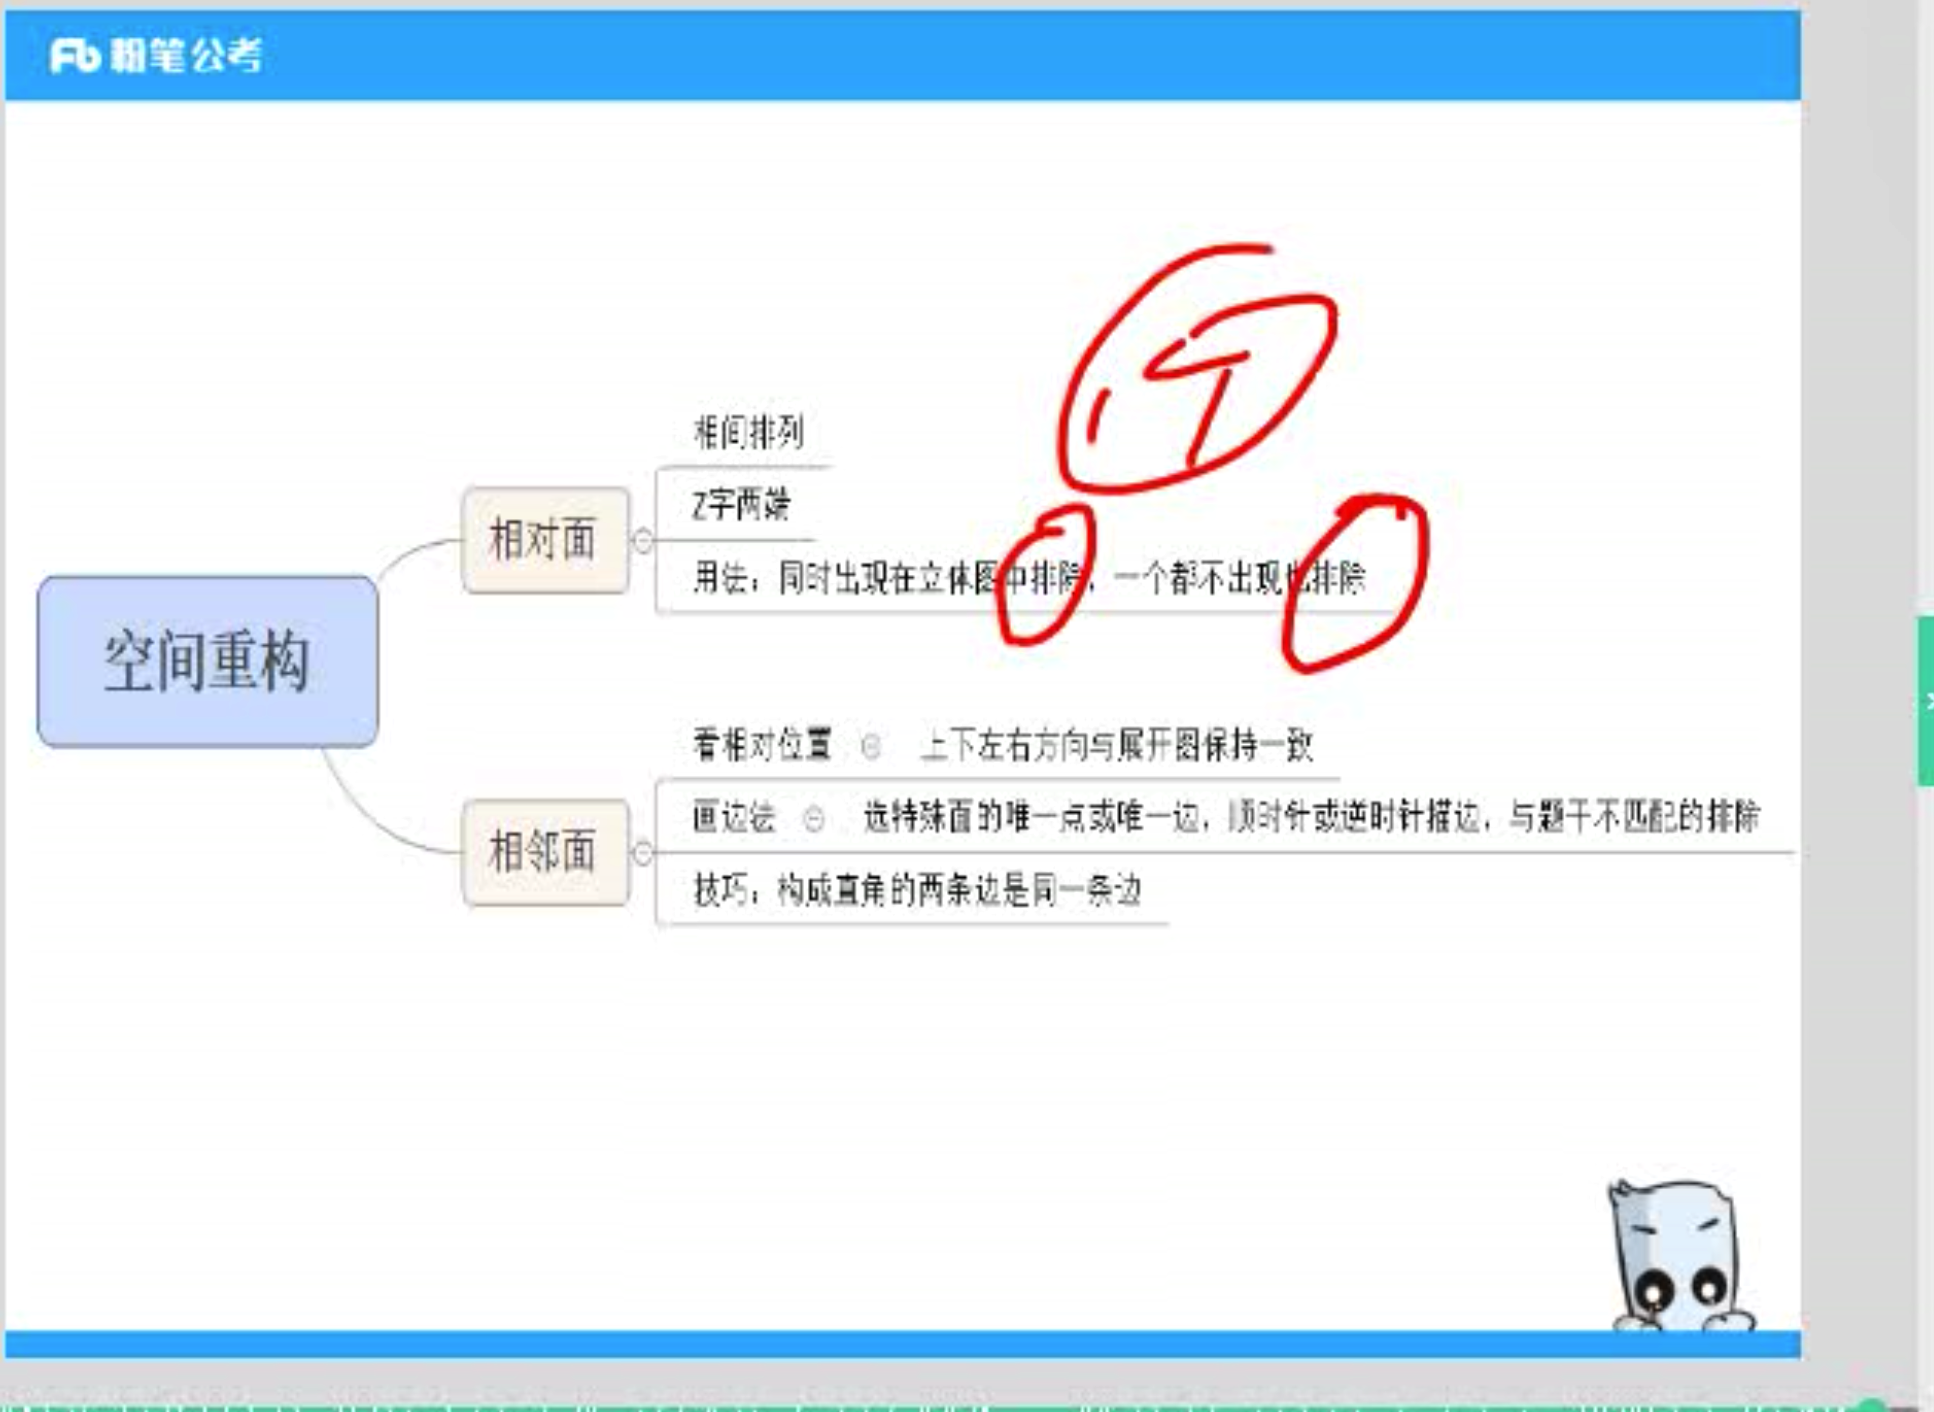 粉笔公考
相间排列
Z字两端
相对面
用法：同时出现在立体图中排除，一个都不出现也排除
空间重构
看相对位置 上下左右方向与展开图保持一致
画边法 选特殊面的唯一点或唯一边，顺时针或逆时针描边，与题干不匹配的排除
相邻面
技巧：构成直角的两条边是同一条边